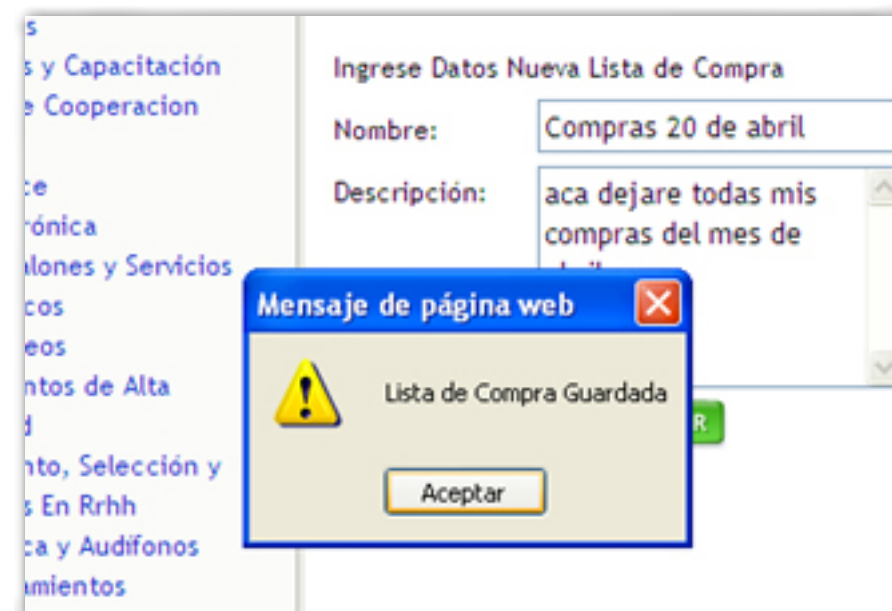 s
s y Capacitación
e Cooperacion
ce
rónica
alones y Servicios
cos
eos
ntos de Alta
d
nto, Selección y
s En Rrhh
ca y Audífonos
amientos
Ingrese Datos Nueva Lista de Compra
Nombre: Compras 20 de abril
Descripción: aca dejare todas mis
compras del mes de
Mensaje de página web
Lista de Compra Guardada
R
Aceptar